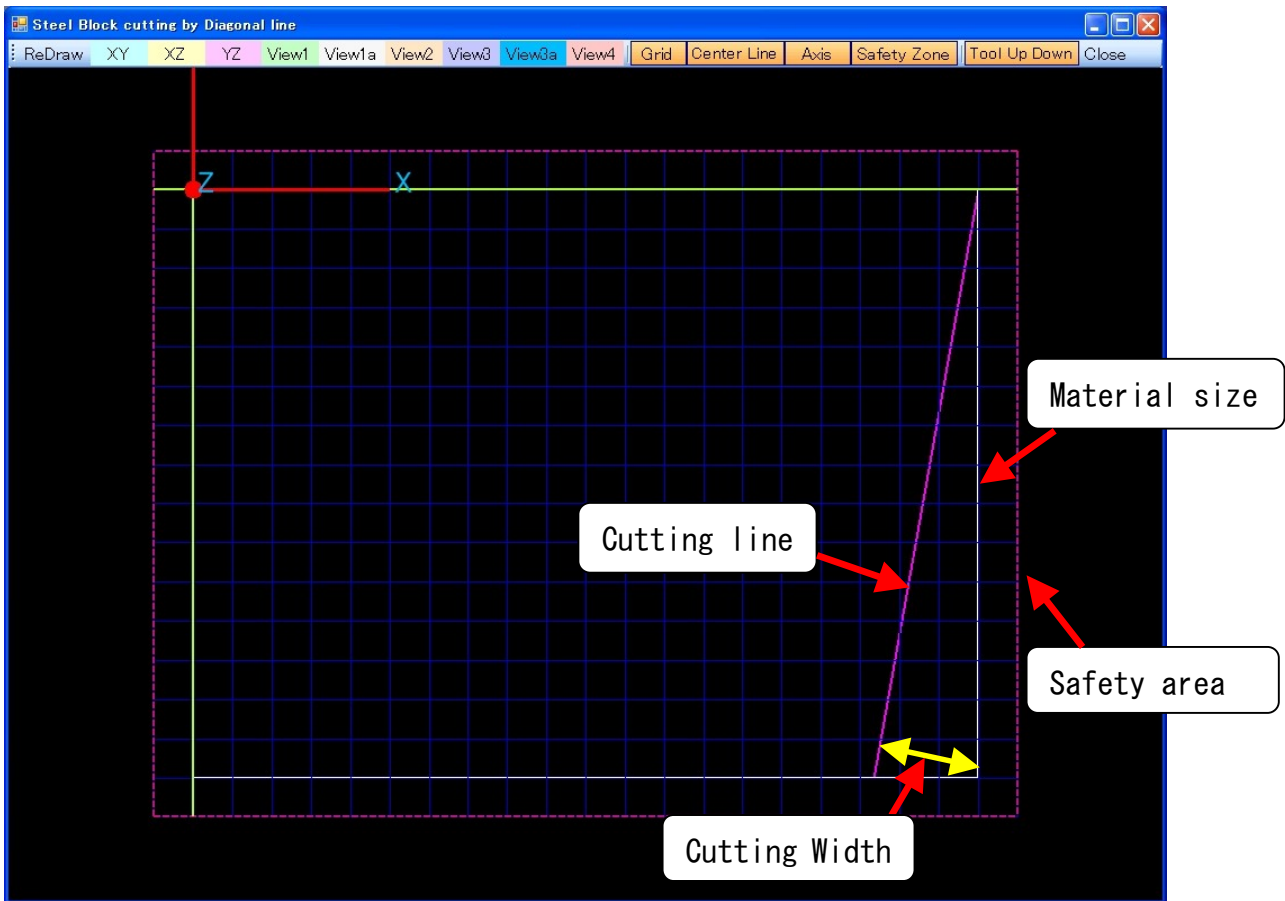 Steel Block cutting by Diagonal line
ReDraw XY XZ YZ View1 View1a View2 View3 View3a View4 Grid Center Line Axis Safety Zone Tool Up Down Close
Z X
Material size
Cutting line
Safety area
Cutting Width